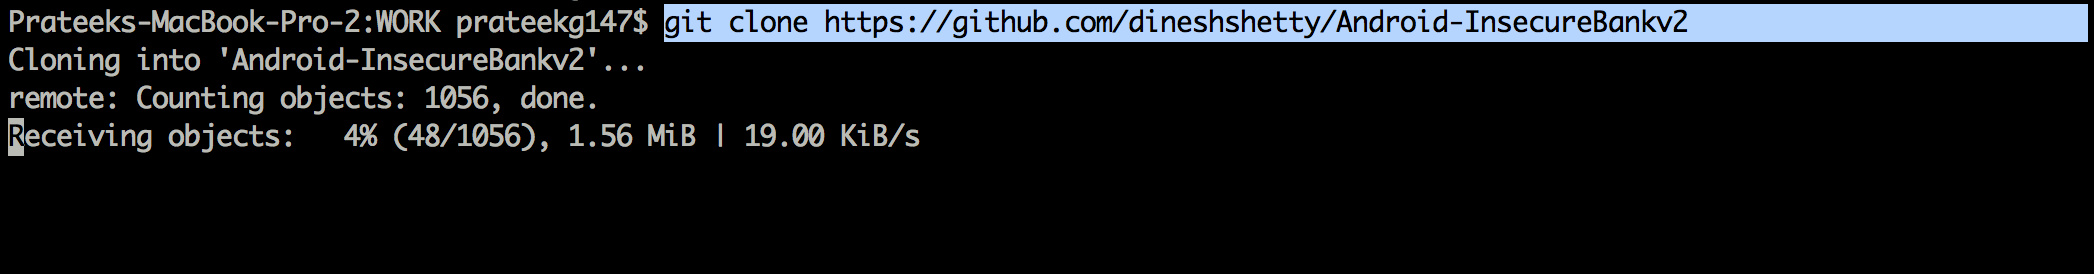 Prateeks-MacBook-Pro-2:WORK prateekg147$ git clone https://github.com/dineshshetty/Android-InsecureBankv2
Cloning into 'Android-InsecureBankv2'...
remote: Counting objects: 1056, done.
Receiving objects:   4% (48/1056), 1.56 MiB | 19.00 KiB/s